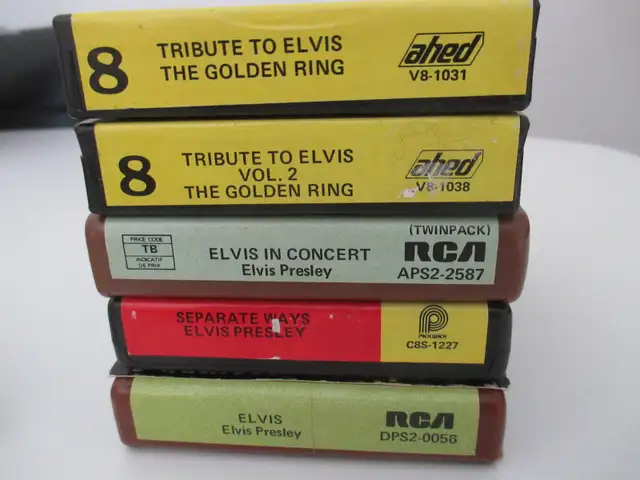 8
TRIBUTE TO ELVIS
THE GOLDEN RING
ahed
V8-1031
8
TRIBUTE TO ELVIS
VOL. 2
THE GOLDEN RING
ahed
V8-1038
PRICE CODE
TB
INDICATIF
DE PRIX
ELVIS IN CONCERT
Elvis Presley
(TWINPACK)
RCA
APS2-2587
SEPARATE WAYS
ELVIS PRESLEY
PICKWICK
C8S-1227
ELVIS
Elvis Presley
RCA
DPS2-0056